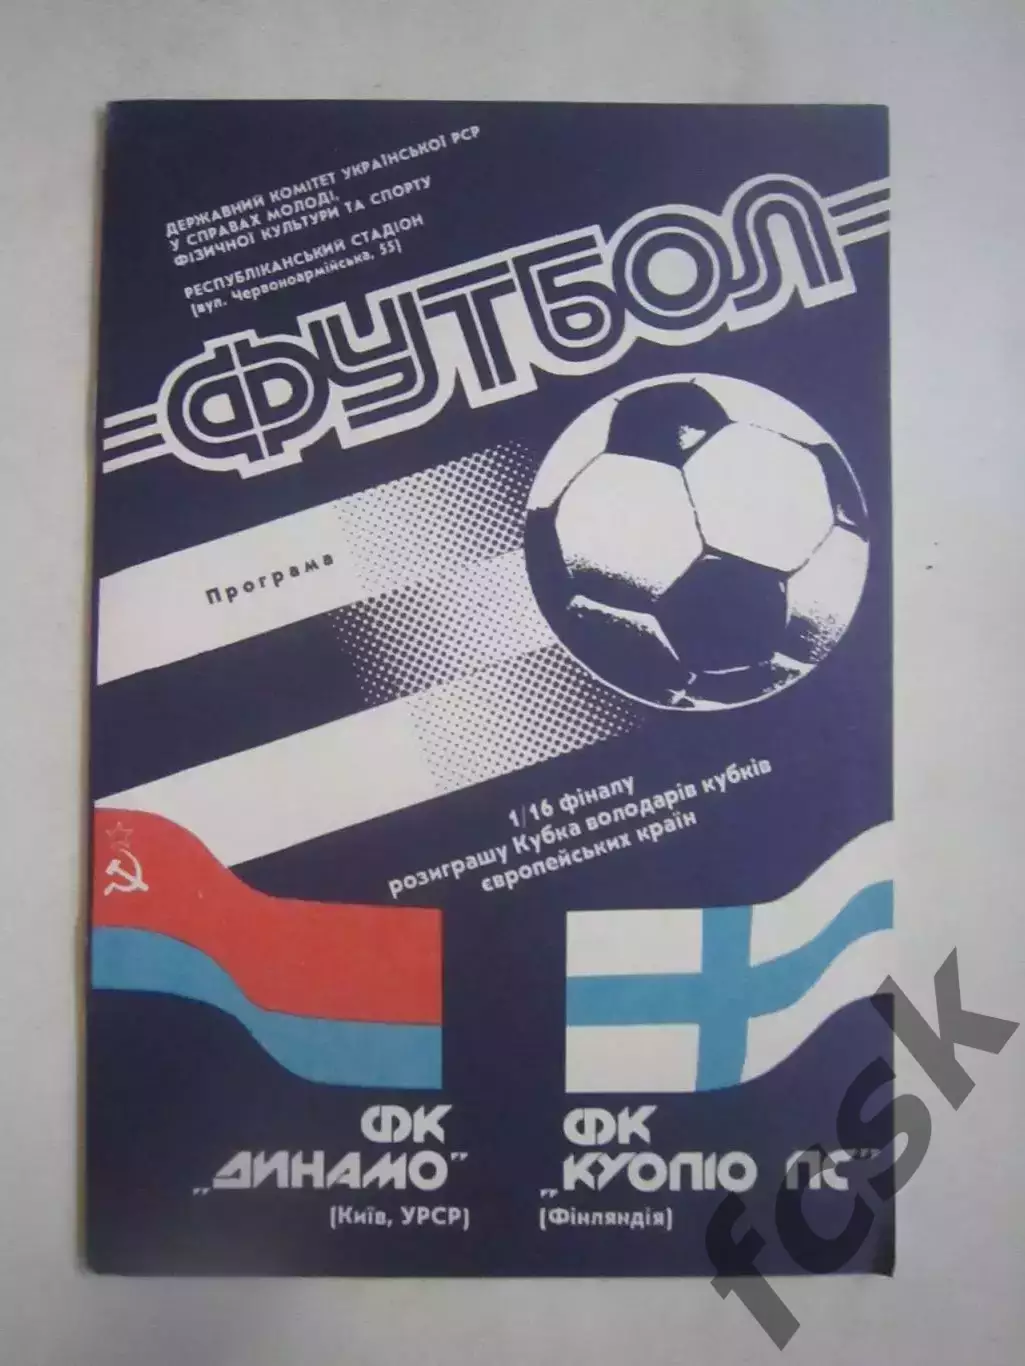 ДЕРЖАВНИЙ КОМІТЕТ УКРАЇНСЬКОЇ РСР
У СПРАВАХ МОЛОДІ,
ФІЗИЧНОЇ КУЛЬТУРИ ТА СПОРТУ
РЕСПУБЛІКАНСЬКИЙ СТАДІОН
(вул. Червоноармійська, 55)
ФУТБОЛ
Програма
1/16 фіналу
розиграшу Кубка володарів кубків
європейських країн
ФК
„ДИНАМО"
(Київ, УРСР)
ФК
„КУОПІО ПС"
(Фінляндія)
fcsk